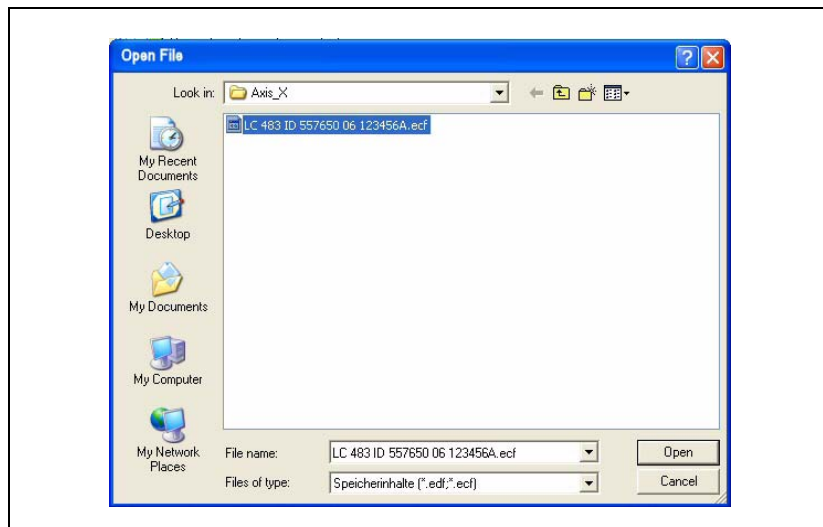 Open File
Look in: Axis_X
LC 483 ID 557650 06 123456A.ecf
My Recent
Documents
Desktop
My Documents
My Computer
My Network
Places
File name: LC 483 ID 557650 06 123456A.ecf Open
Files of type: Speicherinhalte (*.edf;*.ecf) Cancel